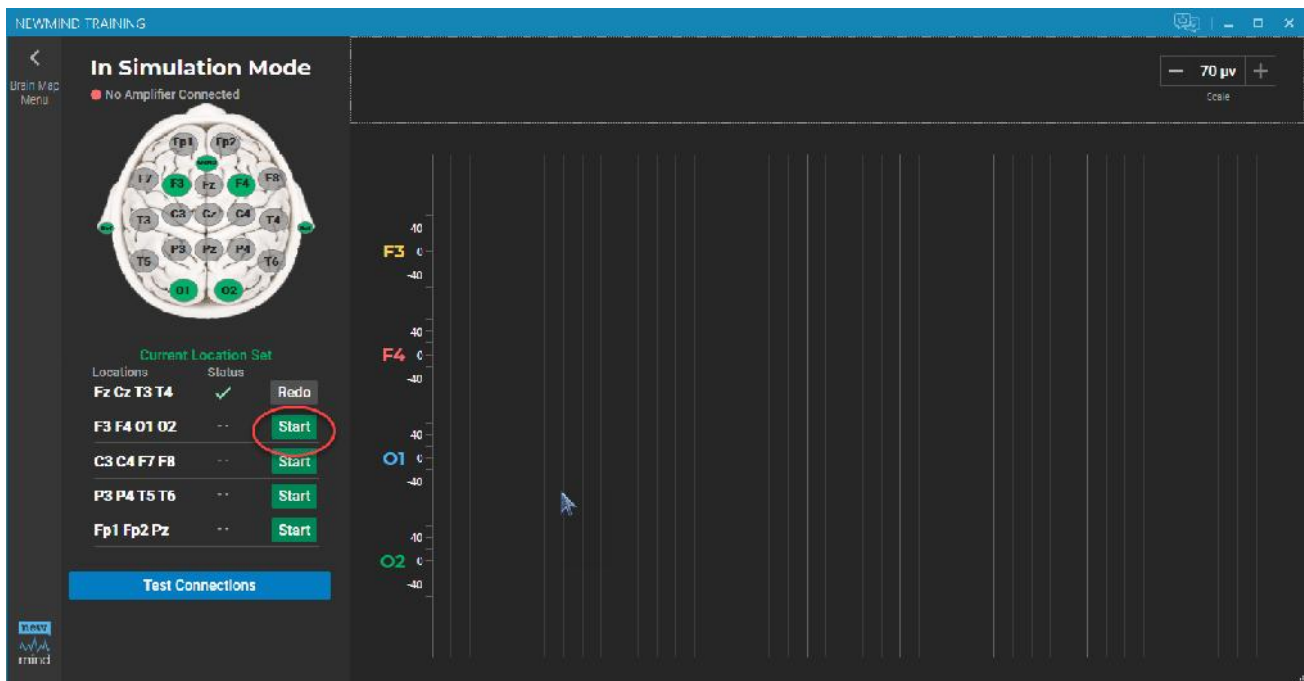 NEWMIND TRAINING
Brain Map
Menu
In Simulation Mode
No Amplifier Connected
70 µv
Scale
Fp1 Fp2
F7 F3 Fz F4 F8
T3 C3 Cz C4 T4
T5 P3 Pz P4 T6
O1 O2
Current Location Set
Locations Status
Fz Cz T3 T4 Redo
F3 F4 O1 O2 -- Start
C3 C4 F7 F8 -- Start
P3 P4 T5 T6 -- Start
Fp1 Fp2 Pz -- Start
Test Connections
40
F3 0
-40
40
F4 0
-40
40
O1 0
-40
40
O2 0
-40
new
mind